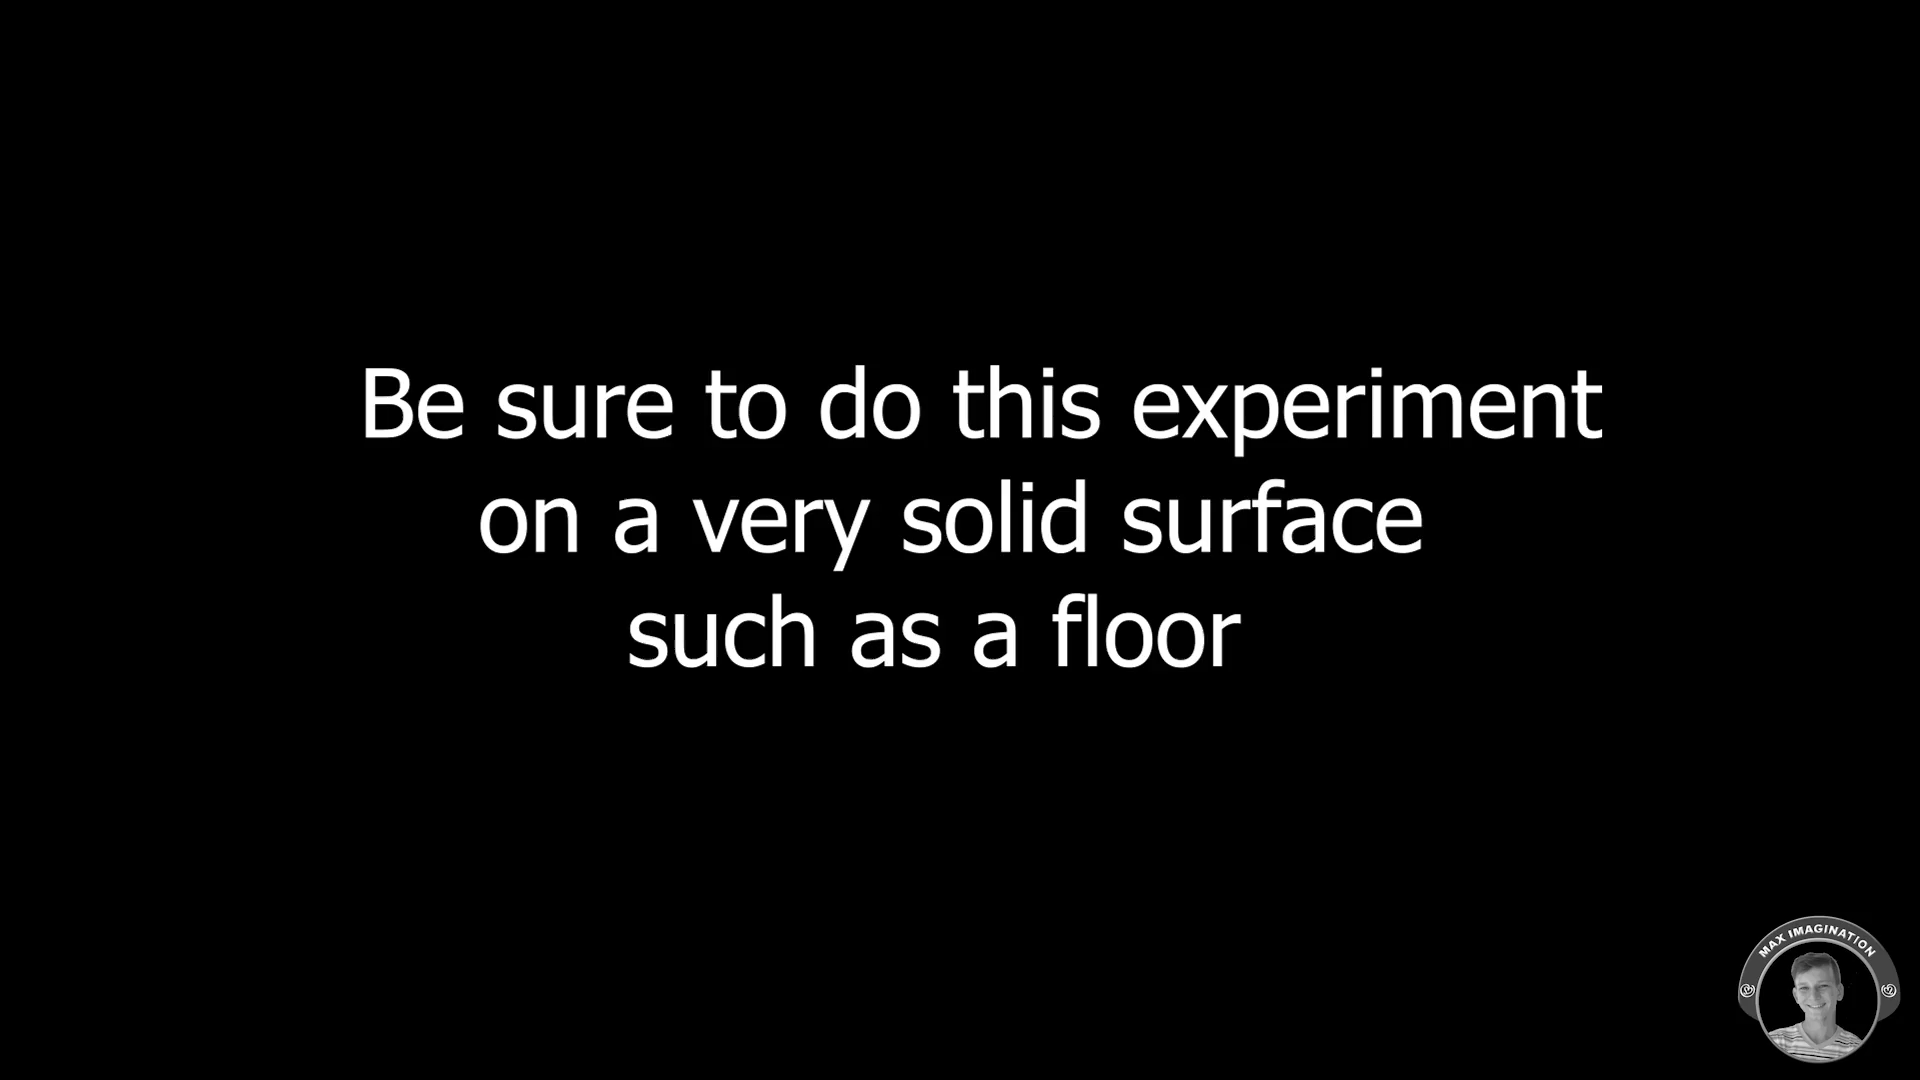 Be sure to do this experiment
on a very solid surface
such as a floor
MAX IMAGINATION